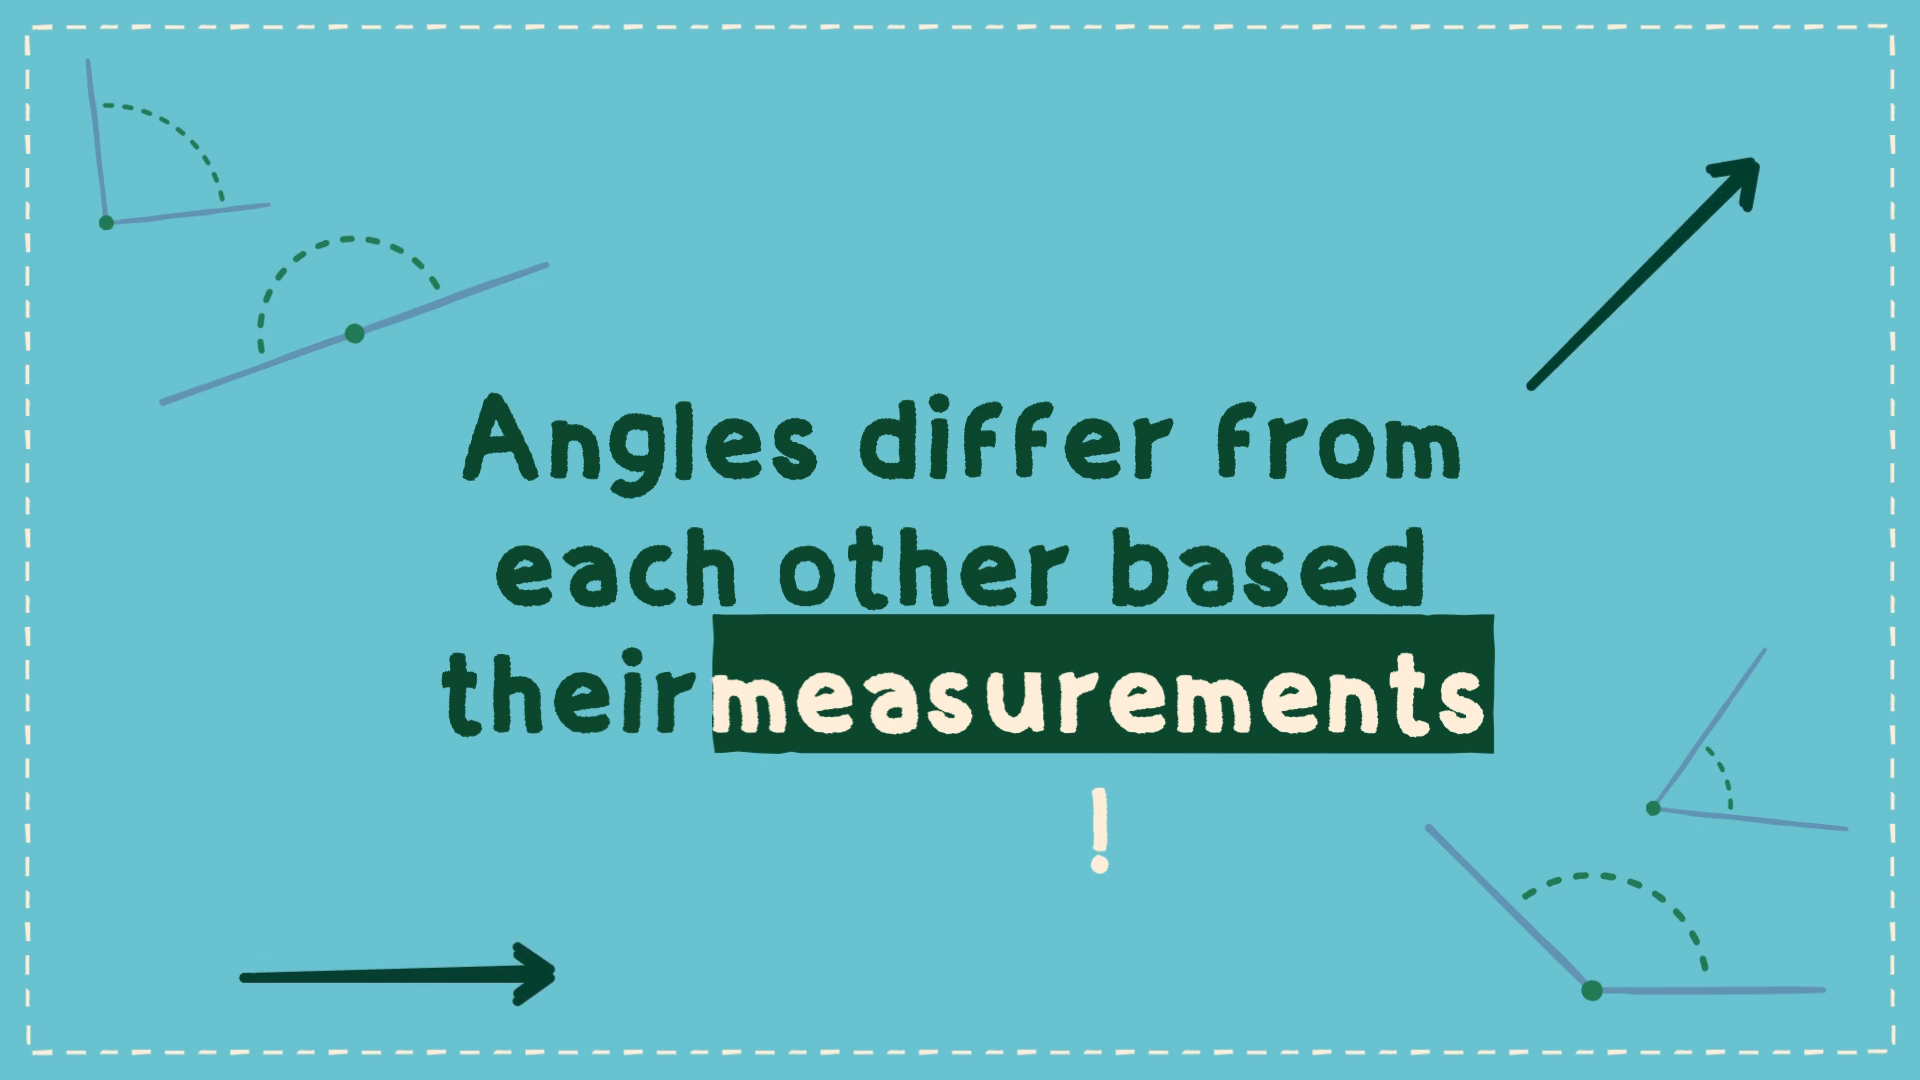 Angles differ from
each other based
their measurements
!